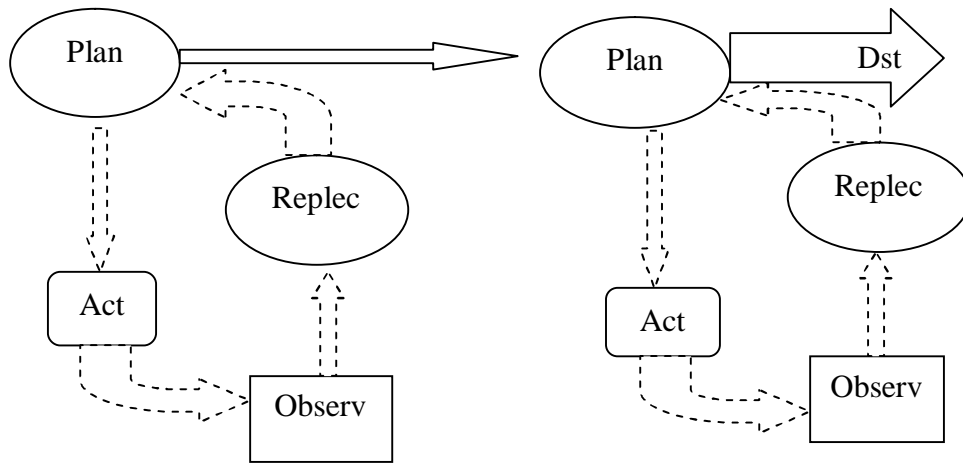 Plan
Replec
Act
Observ
Plan
Dst
Replec
Act
Observ